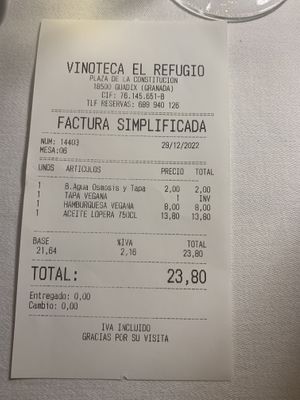 VINOTECA EL REFUGIO
PLAZA DE LA CONSTITUCION
18500 GUADIX (GRANADA)
CIF: 76.145.651-B
TLF RESERVAS: 689 940 126
FACTURA SIMPLIFICADA
NUM: 14403 29/12/2022
MESA:06
UNDS ARTICULOS PRECIO TOTAL
1 B.Agua Osmosis y Tapa 2,00 2,00
1 TAPA VEGANA 1 INV
1 HAMBURGUESA VEGANA 8,00 8,00
1 ACEITE LOPERA 750CL 13,80 13,80
BASE %IVA TOTAL
21,64 2,16 23,80
TOTAL: 23,80
Entregado: 0,00
Cambio: 0,00
IVA INCLUIDO
GRACIAS POR SU VISITA